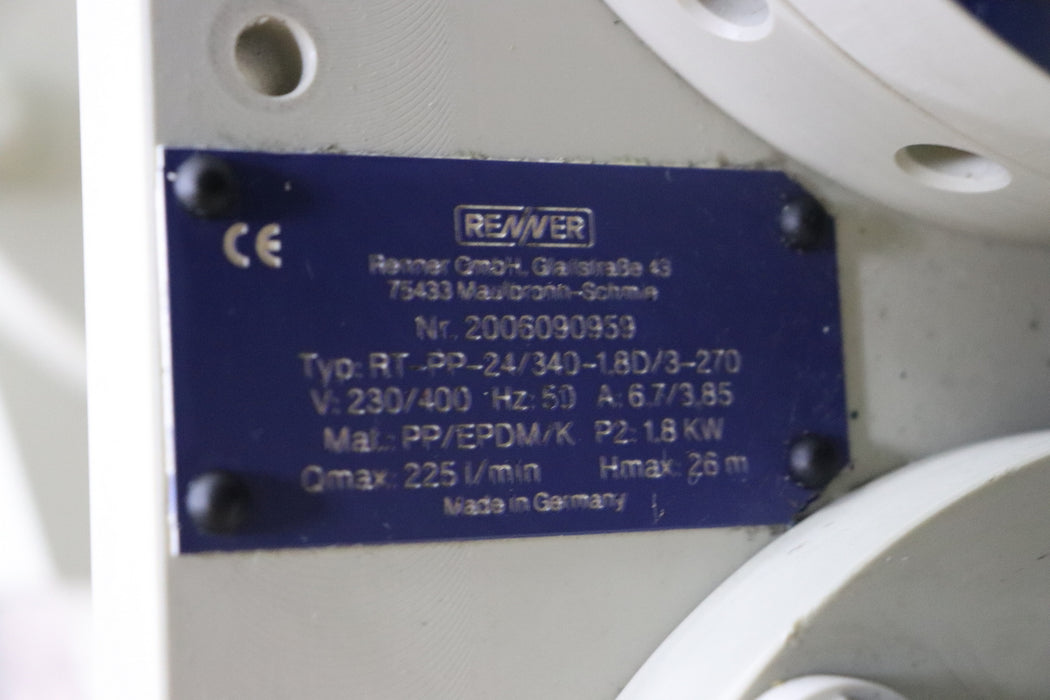 CE
RENNER
Renner GmbH, Glaitstraße 43
75433 Maulbronn-Schmie
Nr. 2006090959
Typ: RT-PP-24/340-1.8D/3-270
V: 230/400 Hz: 50 A: 6.7/3.85
Mat.: PP/EPDM/K P2: 1.8 KW
Qmax: 225 l/min Hmax: 26 m
Made in Germany